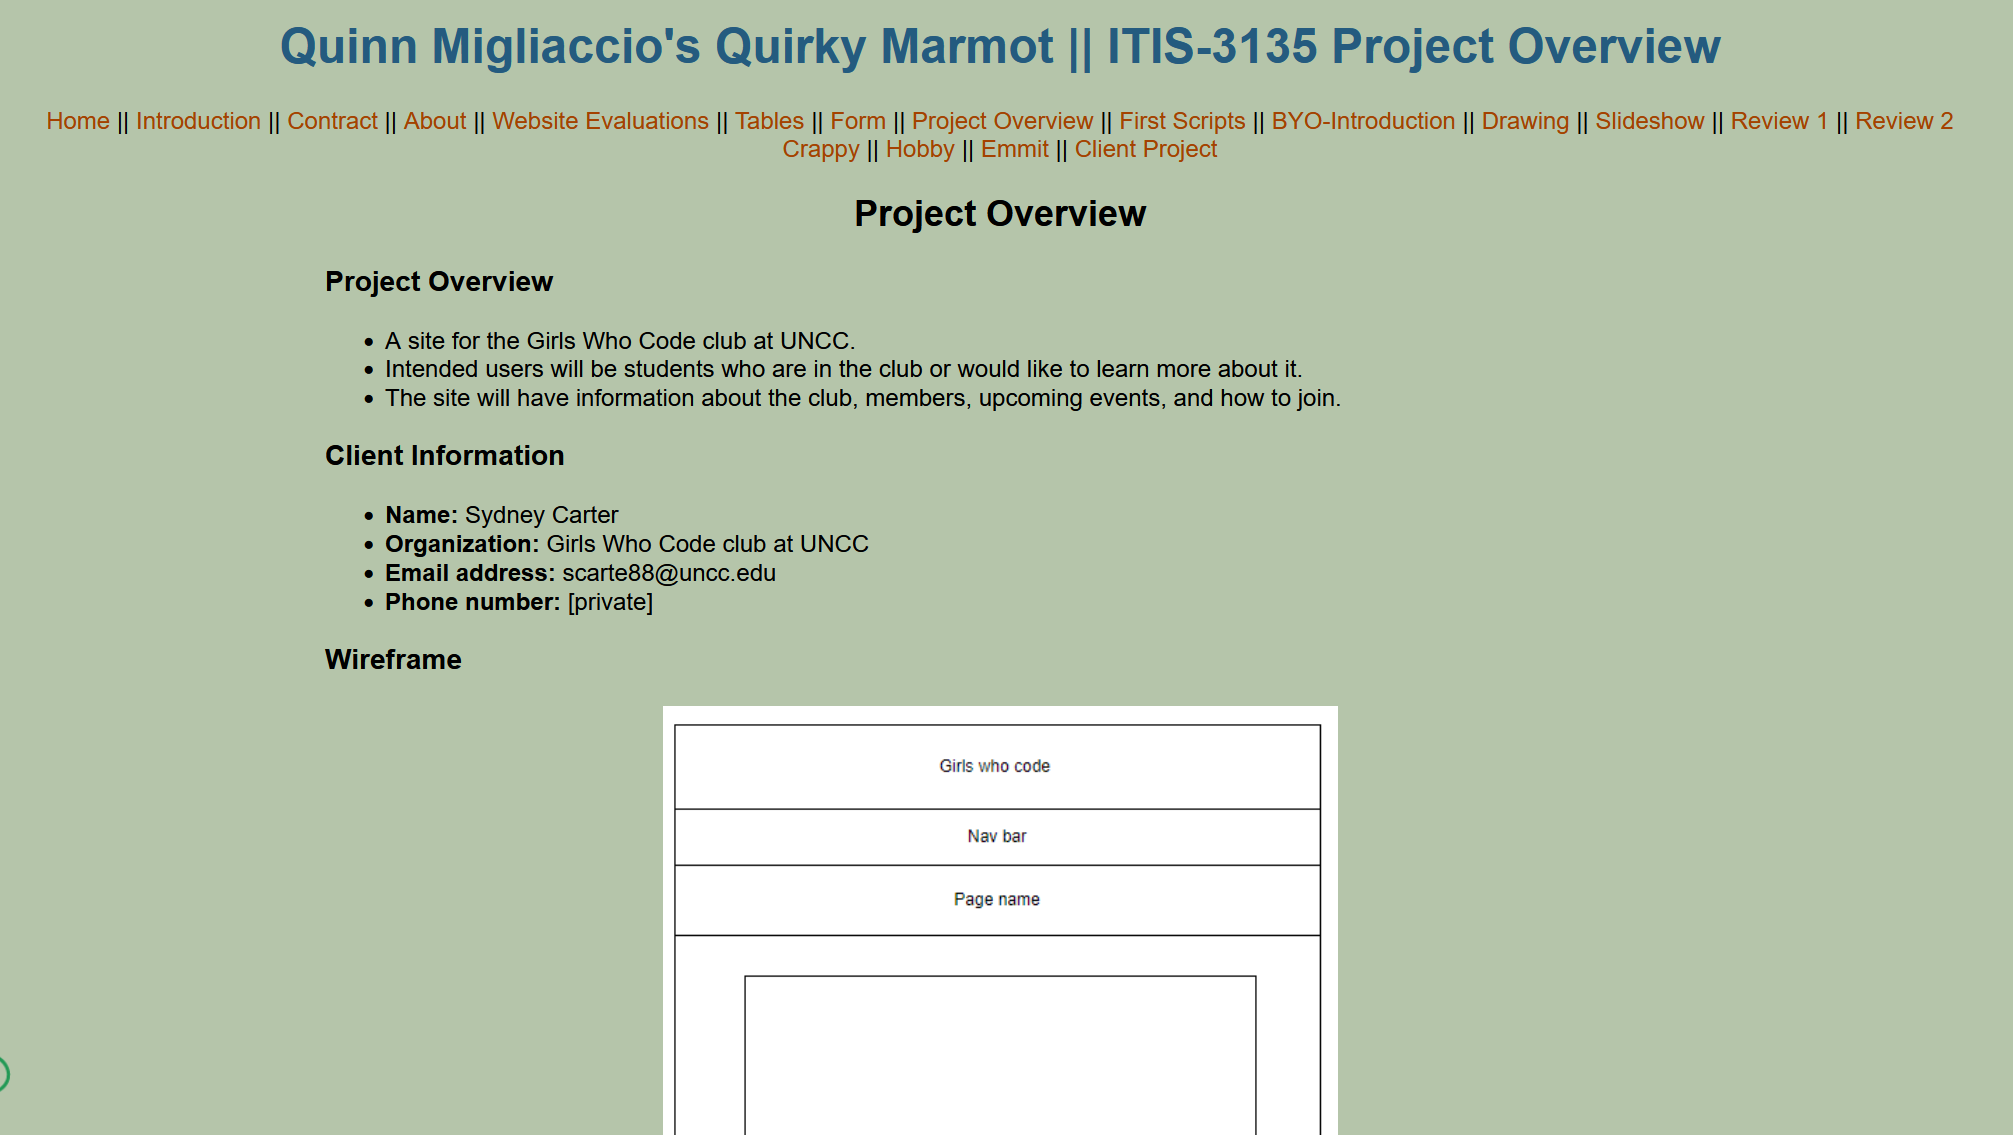 Quinn Migliaccio's Quirky Marmot || ITIS-3135 Project Overview
Home || Introduction || Contract || About || Website Evaluations || Tables || Form || Project Overview || First Scripts || BYO-Introduction || Drawing || Slideshow || Review 1 || Review 2
Crappy || Hobby || Emmit || Client Project
Project Overview
Project Overview
• A site for the Girls Who Code club at UNCC.
• Intended users will be students who are in the club or would like to learn more about it.
• The site will have information about the club, members, upcoming events, and how to join.
Client Information
• Name: Sydney Carter
• Organization: Girls Who Code club at UNCC
• Email address: scarte88@uncc.edu
• Phone number: [private]
Wireframe
Girls who code
Nav bar
Page name